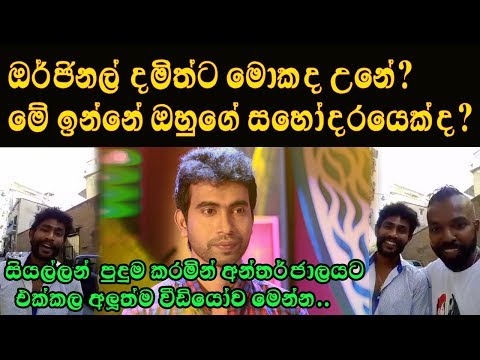 ඔර්ජිනල් දමිත්ට මොකද උනේ?
මේ ඉන්නේ ඔහුගේ සහෝදරයෙක්ද?
සියල්ලන් පුදුම කරමින් අන්තර්ජාලයට
එක්කල අලුත්ම වීඩියෝව මෙන්න..